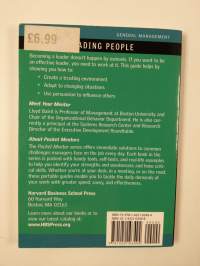 GENERAL MANAGEMENT
£6.99
ADING PEOPLE
Becoming a leader doesn't happen by osmosis. If you want to be
an effective leader, you need to work at it. This guide helps by
showing you how to:
• Create a trusting environment
• Adapt to changing situations
• Use persuasion to influence others
Meet Your Mentor
Lloyd Baird is Professor of Management at Boston University
and Chair of the Organizational Behavior Department. He is also cur-
rently a principal at the Systems Research Center and Research
Director of the Executive Development Roundtable.
About Pocket Mentor
The Pocket Mentor series offers immediate solutions to common
challenges managers face on the job every day. Each book in the
series is packed with handy tools, self-tests, and real-life examples
to help you identify your strengths and weaknesses and hone critical
skills. Whether you're at your desk, in a meeting, or on the road,
these portable guides enable you to tackle the daily demands of
your work with greater speed, savvy, and effectiveness.
Harvard Business School Press
60 Harvard Way
Boston, MA 02163
Learn more about our books or to
view our latest catalog at:
www.HBSPress.org